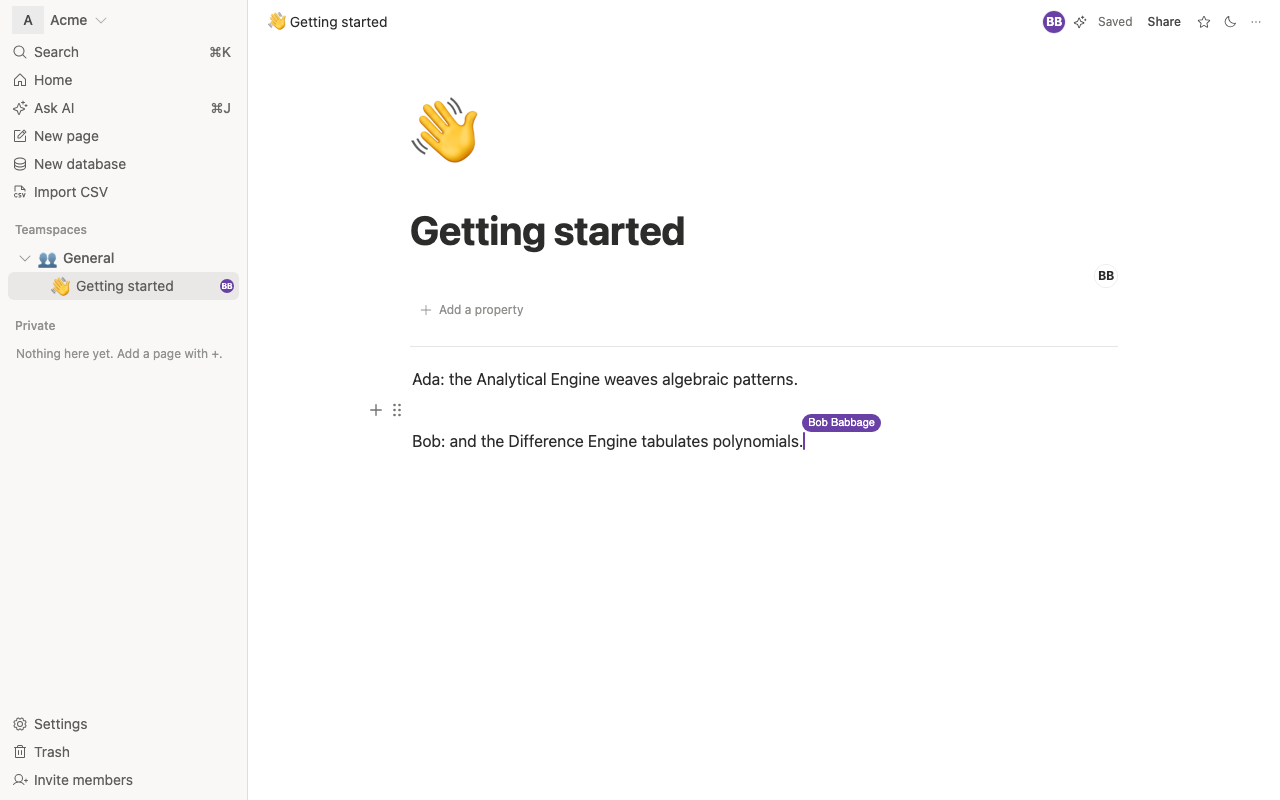 A Acme
Search ⌘K
Home
Ask AI ⌘J
New page
New database
CSV Import CSV
Teamspaces
General
Getting started BB
Private
Nothing here yet. Add a page with +.
Settings
Trash
Invite members
Getting started
BB Saved Share
Getting started
BB
Add a property
Ada: the Analytical Engine weaves algebraic patterns.
Bob Babbage
Bob: and the Difference Engine tabulates polynomials.